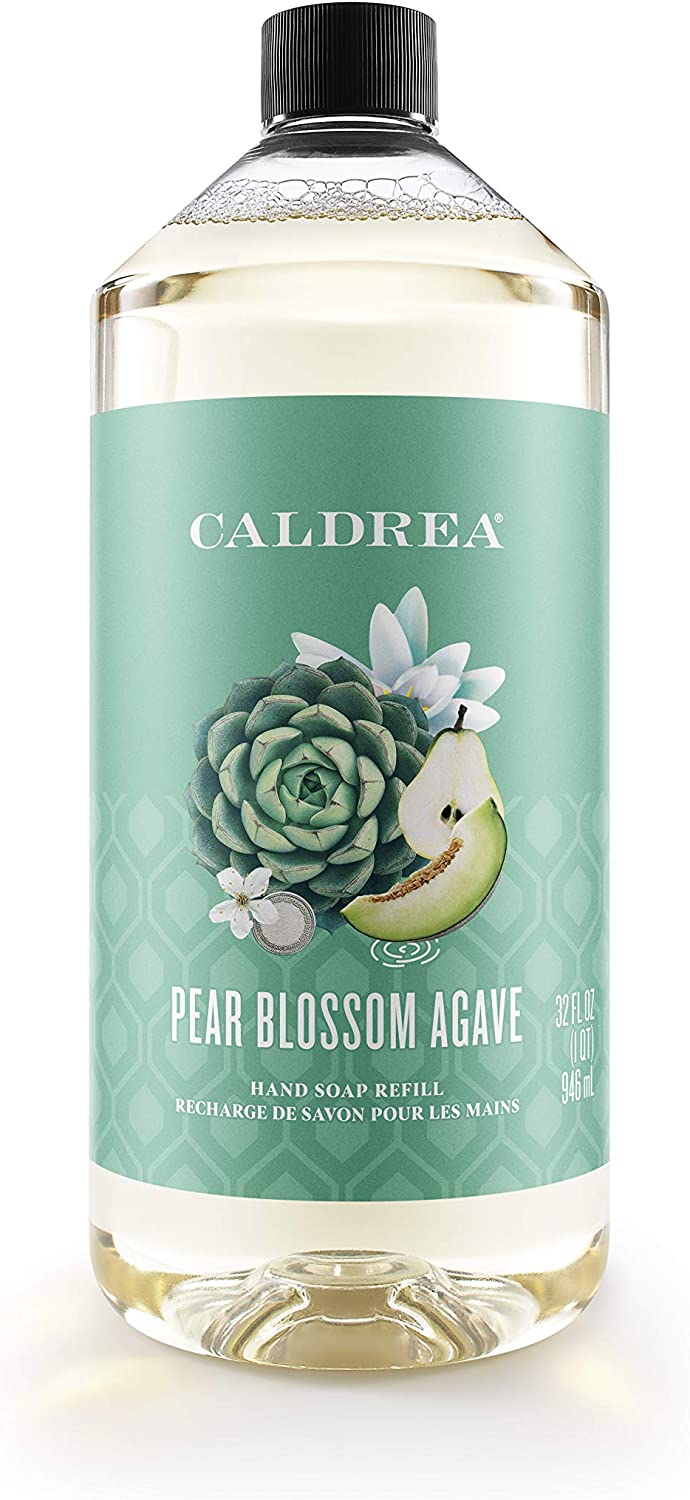 CALDREA®
PEAR BLOSSOM AGAVE
HAND SOAP REFILL
RECHARGE DE SAVON POUR LES MAINS
32 FL OZ
(1 QT)
946 mL